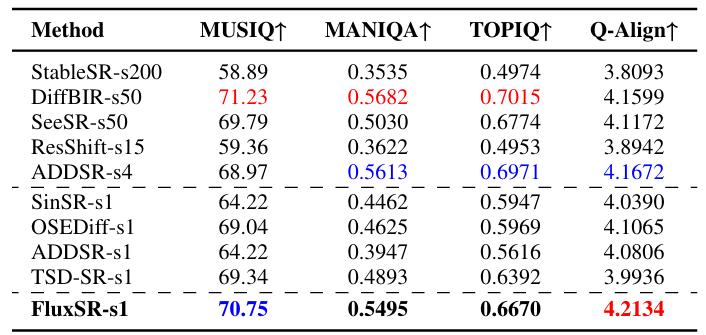 Method MUSIQ↑ MANIQA↑ TOPIQ↑ Q-Align↑
StableSR-s200 58.89 0.3535 0.4974 3.8093
DiffBIR-s50 71.23 0.5682 0.7015 4.1599
SeeSR-s50 69.79 0.5030 0.6774 4.1172
ResShift-s15 59.36 0.3622 0.4953 3.8942
ADDSR-s4 68.97 0.5613 0.6971 4.1672
SinSR-s1 64.22 0.4462 0.5947 4.0390
OSEDiff-s1 69.04 0.4625 0.5969 4.1065
ADDSR-s1 64.22 0.3947 0.5616 4.0806
TSD-SR-s1 69.34 0.4893 0.6392 3.9936
FluxSR-s1 70.75 0.5495 0.6670 4.2134